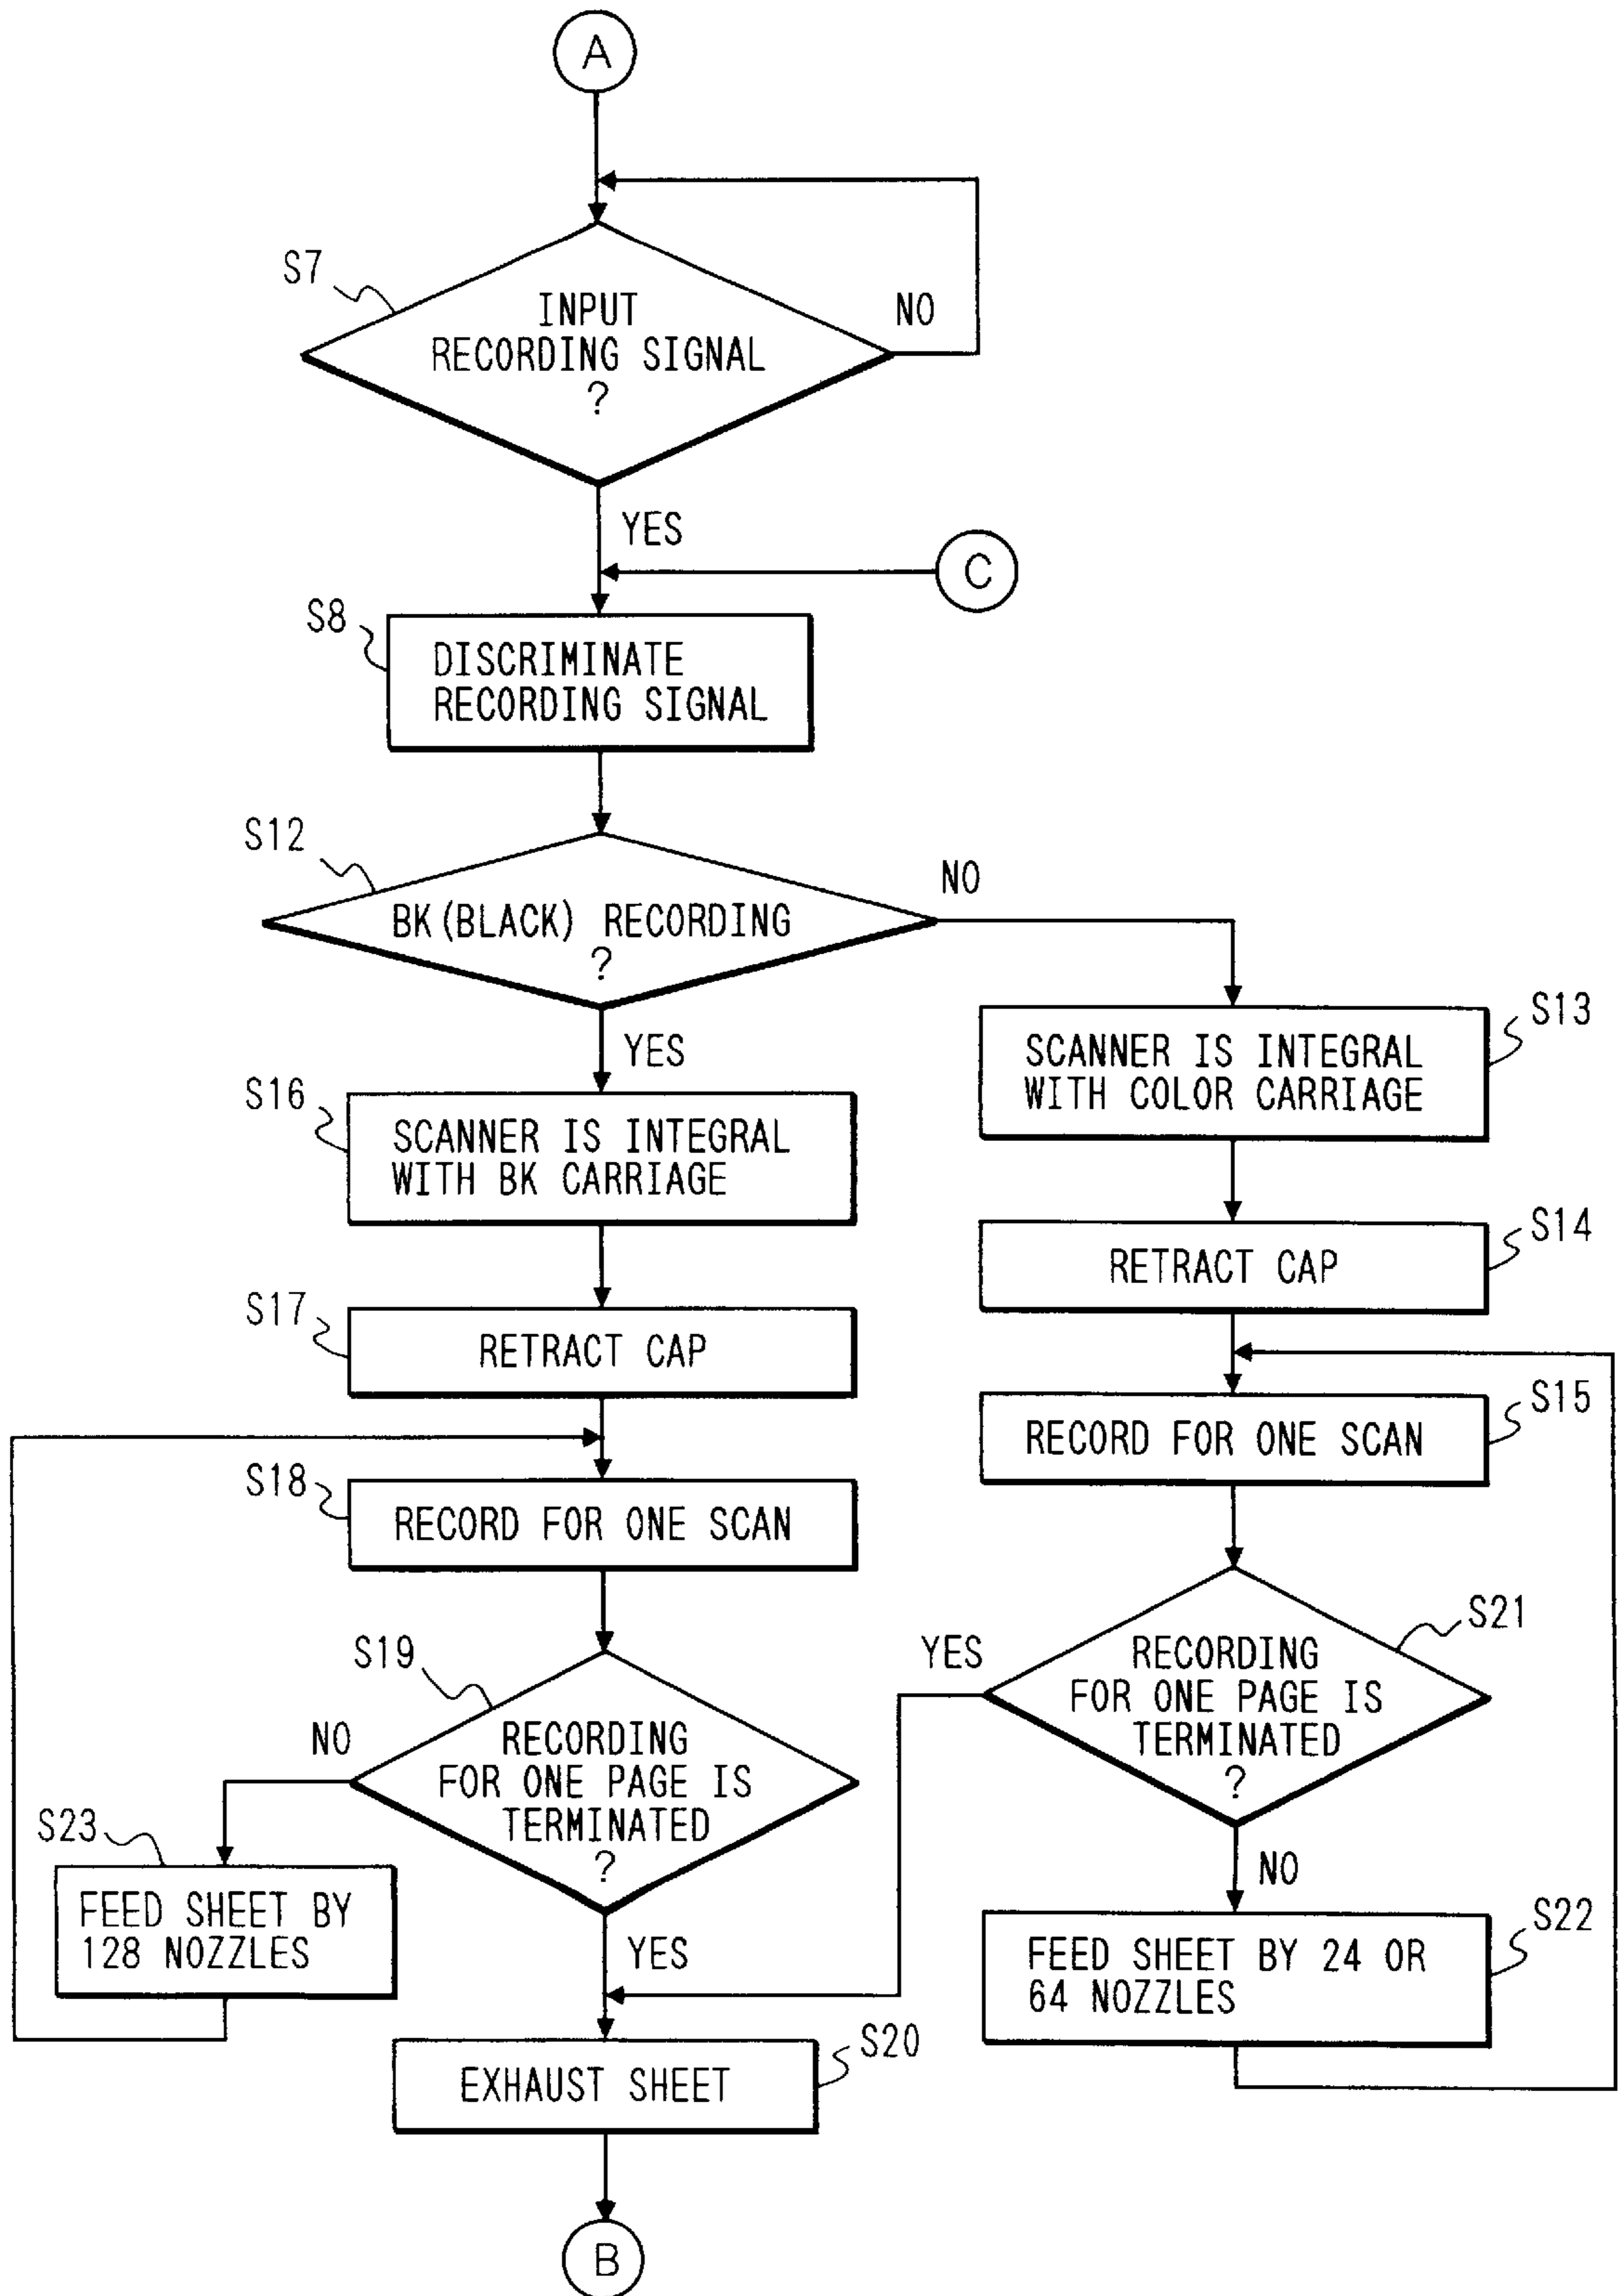 A
S7
INPUT
RECORDING SIGNAL
?
NO
YES
C
S8
DISCRIMINATE
RECORDING SIGNAL
S12
BK(BLACK) RECORDING
?
NO
YES
S13
SCANNER IS INTEGRAL
WITH COLOR CARRIAGE
S16
SCANNER IS INTEGRAL
WITH BK CARRIAGE
S14
RETRACT CAP
S17
RETRACT CAP
S15
RECORD FOR ONE SCAN
S18
RECORD FOR ONE SCAN
S21
YES
RECORDING
FOR ONE PAGE IS
TERMINATED
?
NO
S19
NO
RECORDING
FOR ONE PAGE IS
TERMINATED
?
YES
S23
FEED SHEET BY
128 NOZZLES
S22
FEED SHEET BY 24 OR
64 NOZZLES
S20
EXHAUST SHEET
B